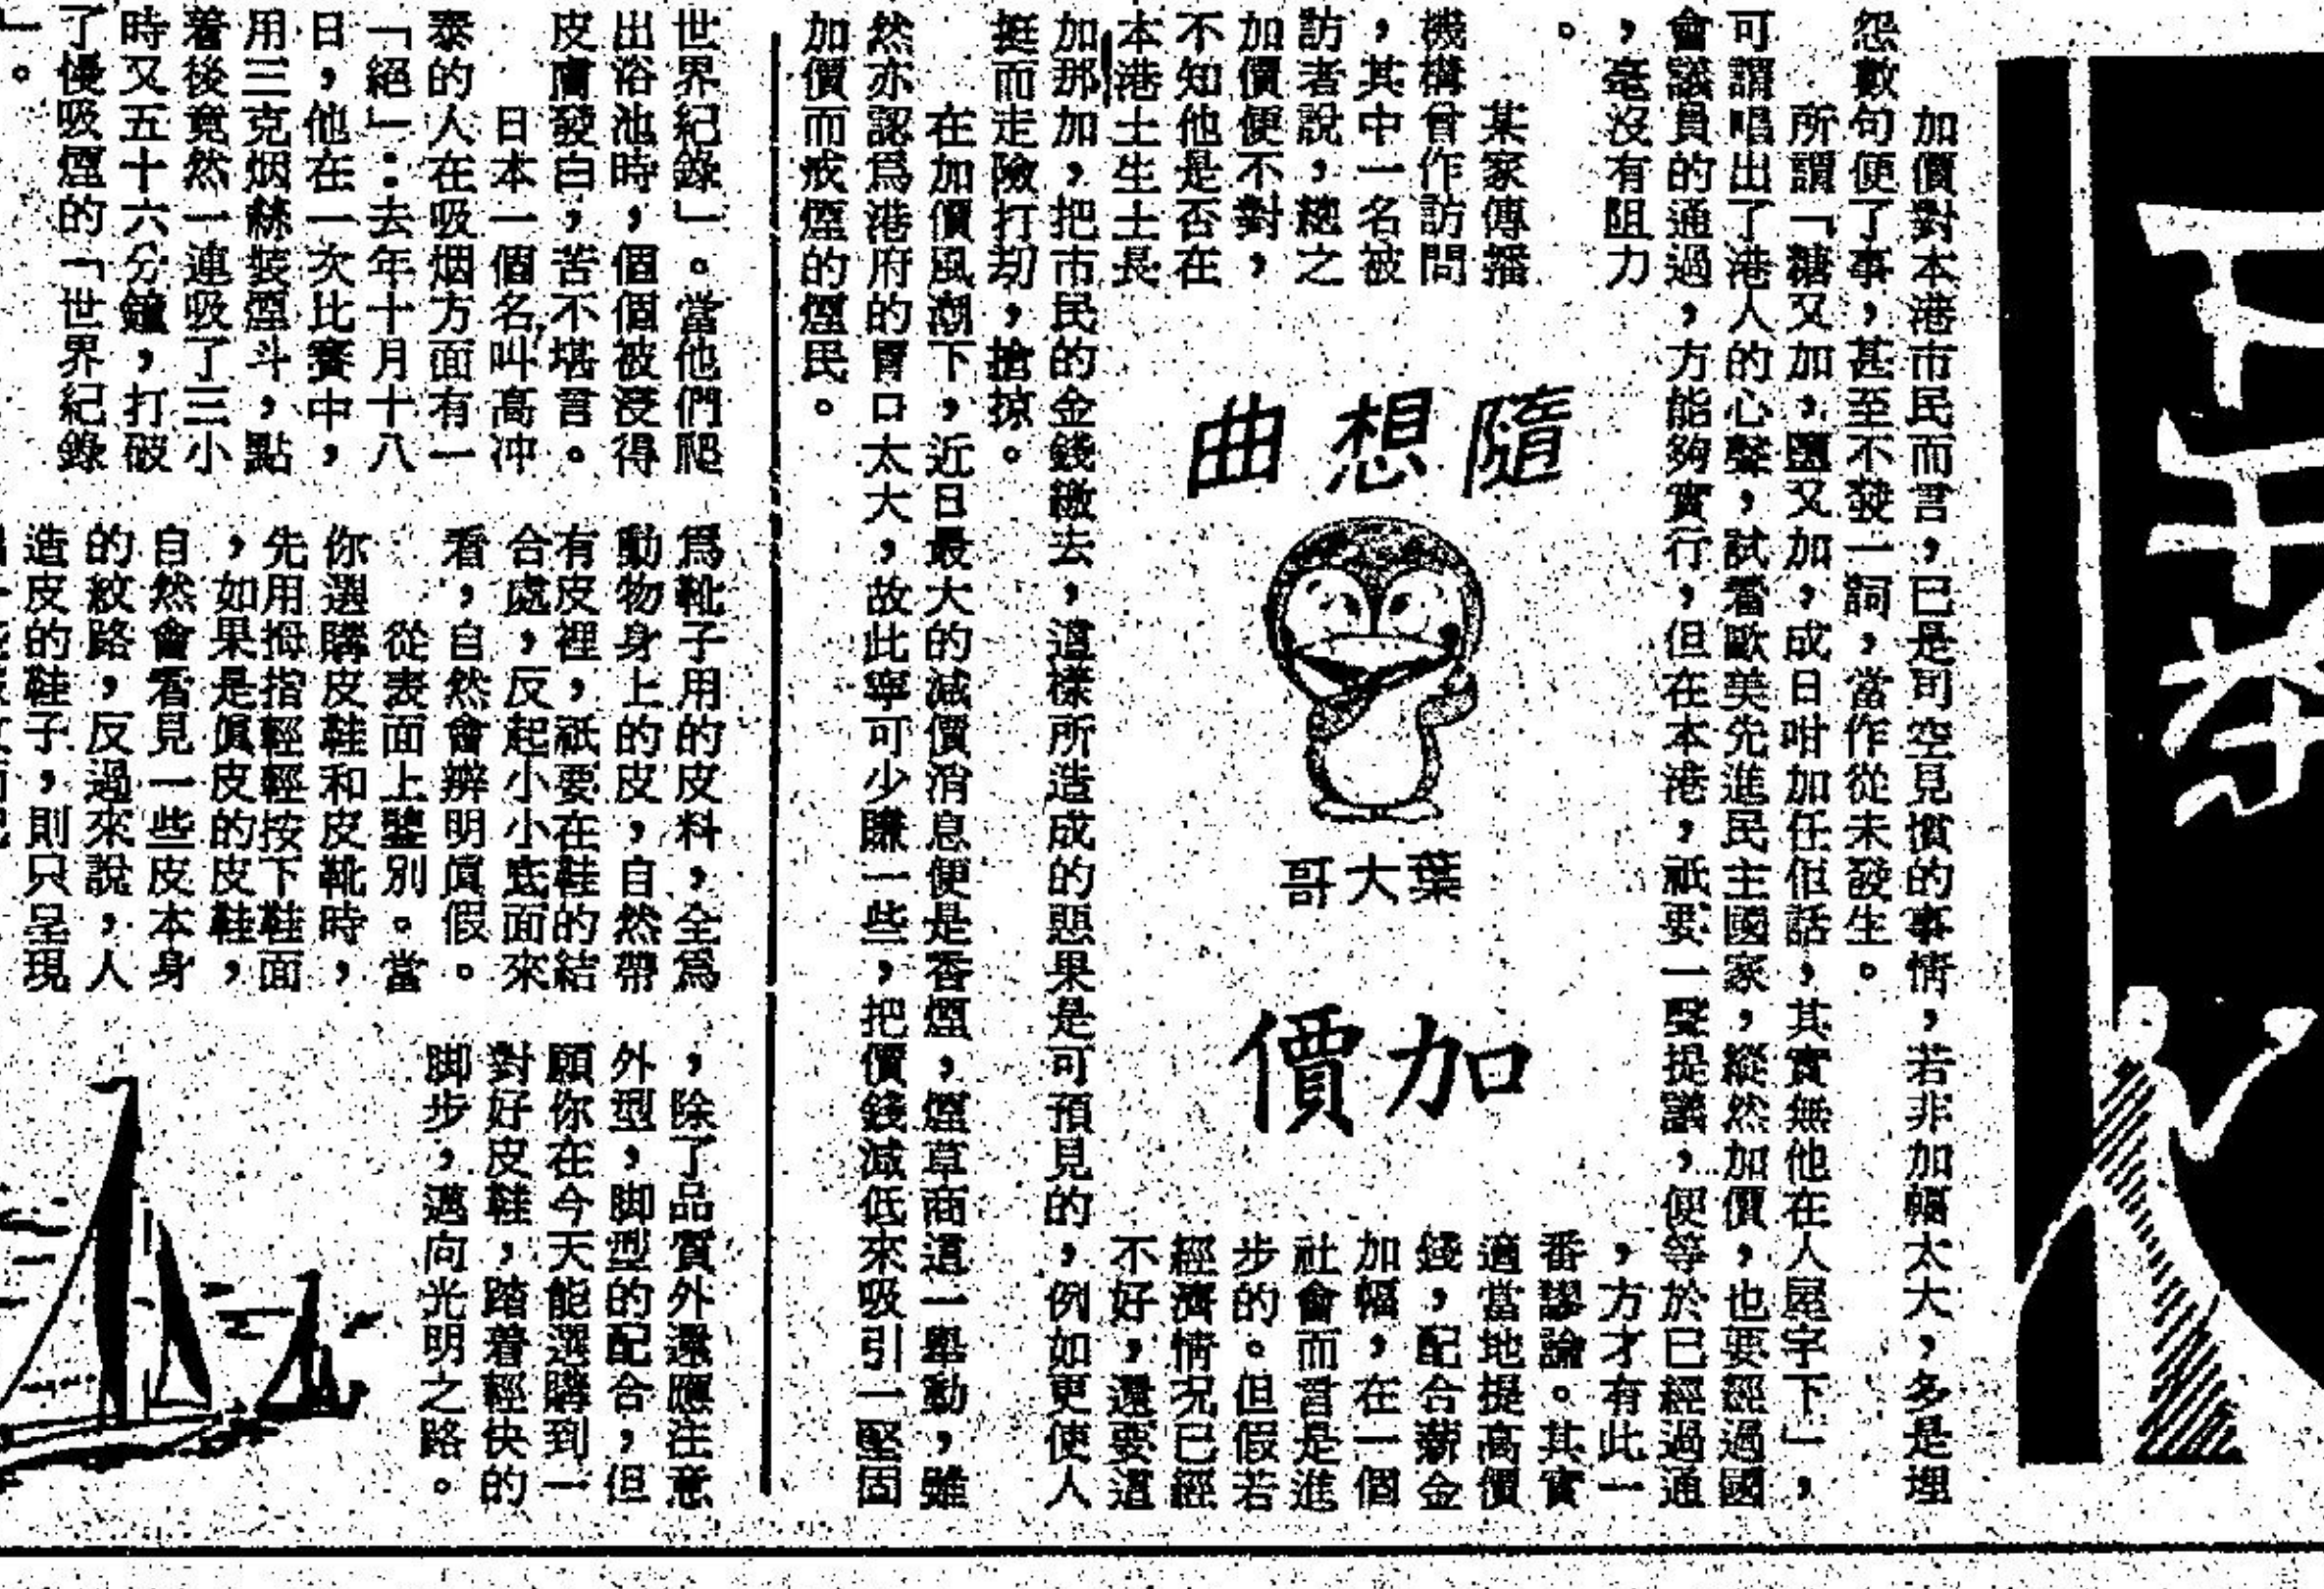 加價對本港市民而言，已是司空見慣的事情，若非加幅太大，多是埋
怨數句便了事，甚至不發一詞，當作從未發生。
所謂「糖又加，鹽又加，成日咁加任佢話，其實無他在人屋宇下」，
可謂唱出了港人的心聲，試看歐美先進民主國家，縱然加價，也要經過國
會議員的通過，方能夠實行，但在本港，祇要一聲提議，便等於已經過通
，毫沒有阻力
。
某家傳播
機構曾作訪問
，其中一名被
訪者說，總之
加價便不對，
不知他是否在
本港土生土長
隨想曲
葉大哥
加價
，方才有此一
番謬論。其實
適當地提高價
錢，配合薪金
加幅，在一個
社會而言是進
步的。但假若
經濟情況已經
不好，還要這
加那加，把市民的金錢繳去，這樣所造成的惡果是可預見的，例如更使人
挺而走險打劫，搶掠。
在加價風潮下，近日最大的減價消息便是香煙，煙草商這一舉動，雖
然亦認爲港府的胃口太大，故此寧可少賺一些，把價錢減低來吸引一堅固
加價而戒煙的煙民。
世界紀錄」。當他們爬
出浴池時，個個被浸得
皮膚發白，苦不堪言。
日本一個名叫高冲
泰的人在吸烟方面有一
「絕」：去年十月十八
日，他在一次比賽中，
用三克烟絲裝煙斗，點
着後竟然一連吸了三小
時又五十六分鐘，打破
了慢吸煙的「世界紀錄
」。
爲靴子用的皮料，全爲
動物身上的皮，自然帶
有皮裡，祇要在鞋的結
合處，反起小小底面來
看，自然會辨明眞假。
從表面上鑒別。當
你選購皮鞋和皮靴時，
先用拇指輕輕按下鞋面
，如果是眞皮的皮鞋，
自然會看見一些皮本身
的紋路，反過來說，人
造皮的鞋子，則只呈現
，除了品質外還應注意
外型，脚型的配合，但
願你在今天能選購到一
對好皮鞋，踏着輕快的
脚步，邁向光明之路。